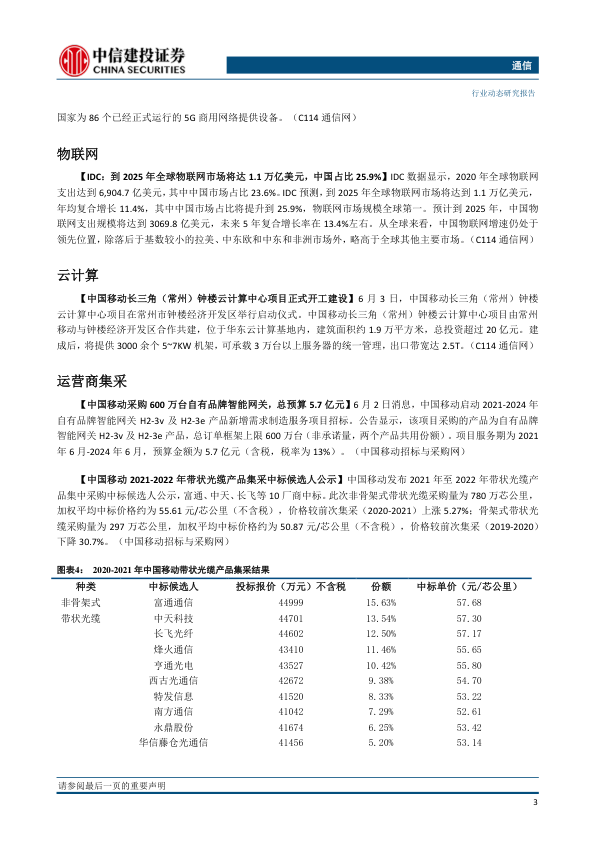 中信建投证券
CHINA SECURITIES
通信
行业动态研究报告
国家为 86 个已经正式运行的 5G 商用网络提供设备。（C114 通信网）
物联网
【IDC：到 2025 年全球物联网市场将达 1.1 万亿美元，中国占比 25.9%】IDC 数据显示，2020 年全球物联网
支出达到 6,904.7 亿美元，其中中国市场占比 23.6%。IDC 预测，到 2025 年全球物联网市场将达到 1.1 万亿美元，
年均复合增长 11.4%，其中中国市场占比将提升到 25.9%，物联网市场规模全球第一。预计到 2025 年，中国物
联网支出规模将达到 3069.8 亿美元，未来 5 年复合增长率在 13.4%左右。从全球来看，中国物联网增速仍处于
领先位置，除落后于基数较小的拉美、中东欧和中东和非洲市场外，略高于全球其他主要市场。（C114 通信网）
云计算
【中国移动长三角（常州）钟楼云计算中心项目正式开工建设】6 月 3 日，中国移动长三角（常州）钟楼
云计算中心项目在常州市钟楼经济开发区举行启动仪式。中国移动长三角（常州）钟楼云计算中心项目由常州
移动与钟楼经济开发区合作共建，位于华东云计算基地内，建筑面积约 1.9 万平方米，总投资超过 20 亿元。建
成后，将提供 3000 余个 5~7KW 机架，可承载 3 万台以上服务器的统一管理，出口带宽达 2.5T。（C114 通信网）
运营商集采
【中国移动采购 600 万台自有品牌智能网关，总预算 5.7 亿元】6 月 2 日消息，中国移动启动 2021-2024 年
自有品牌智能网关 H2-3v 及 H2-3e 产品新增需求制造服务项目招标。公告显示，该项目采购的产品为自有品牌
智能网关 H2-3v 及 H2-3e 产品，总订单框架上限 600 万台（非承诺量，两个产品共用份额）。项目服务期为 2021
年 6 月-2024 年 6 月，预算金额为 5.7 亿元（含税，税率为 13%）。（中国移动招标与采购网）
【中国移动 2021-2022 年带状光缆产品集采中标候选人公示】中国移动发布 2021 年至 2022 年带状光缆产
品集中采购中标候选人公示，富通、中天、长飞等 10 厂商中标。此次非骨架式带状光缆采购量为 780 万芯公里，
加权平均中标价格约为 55.61 元/芯公里（不含税），价格较前次集采（2020-2021）上涨 5.27%；骨架式带状光
缆采购量为 297 万芯公里，加权平均中标价格约为 50.87 元/芯公里（不含税），价格较前次集采（2019-2020）
下降 30.7%。（中国移动招标与采购网）
图表4： 2020-2021 年中国移动带状光缆产品集采结果
种类 中标候选人 投标报价（万元）不含税 份额 中标单价（元/芯公里）
非骨架式 富通通信 44999 15.63% 57.68
带状光缆 中天科技 44701 13.54% 57.30
长飞光纤 44602 12.50% 57.17
烽火通信 43410 11.46% 55.65
亨通光电 43527 10.42% 55.80
西古光通信 42672 9.38% 54.70
特发信息 41520 8.33% 53.22
南方通信 41042 7.29% 52.61
永鼎股份 41674 6.25% 53.42
华信藤仓光通信 41456 5.20% 53.14
请参阅最后一页的重要声明
3